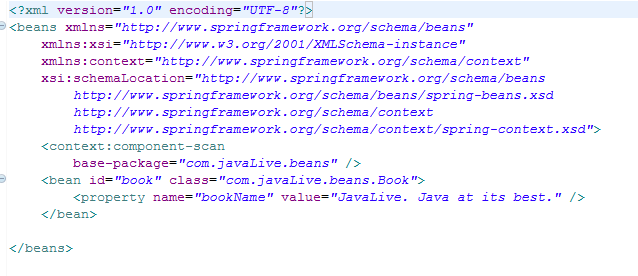 <?xml version="1.0" encoding="UTF-8"?>
<beans xmlns="http://www.springframework.org/schema/beans"
    xmlns:xsi="http://www.w3.org/2001/XMLSchema-instance"
    xmlns:context="http://www.springframework.org/schema/context"
    xsi:schemaLocation="http://www.springframework.org/schema/beans
        http://www.springframework.org/schema/beans/spring-beans.xsd
        http://www.springframework.org/schema/context
        http://www.springframework.org/schema/context/spring-context.xsd">
    <context:component-scan
        base-package="com.javaLive.beans" />
    <bean id="book" class="com.javaLive.beans.Book">
        <property name="bookName" value="JavaLive. Java at its best." />
    </bean>
</beans>